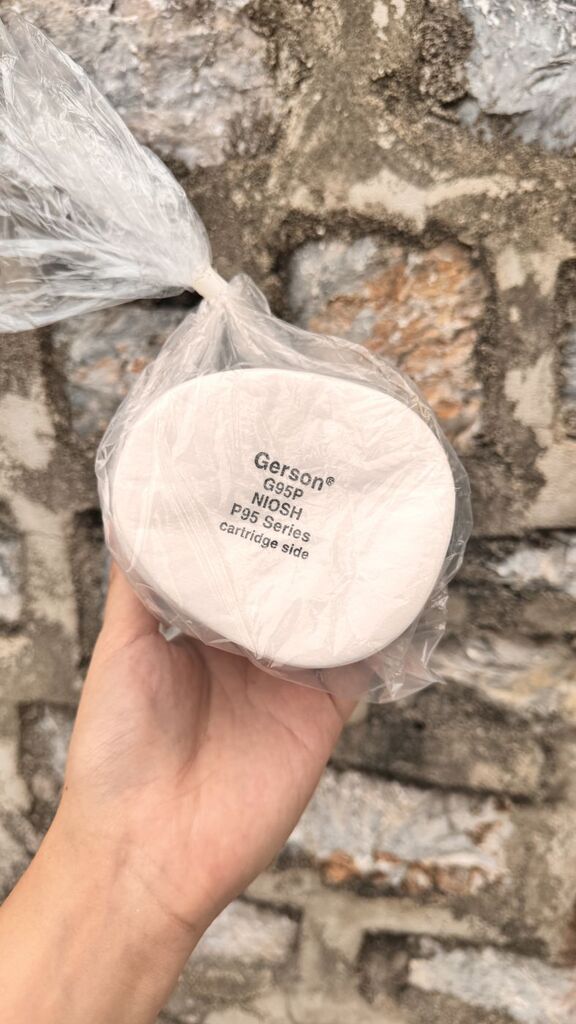 Gerson®
G95P
NIOSH
P95 Series
cartridge side